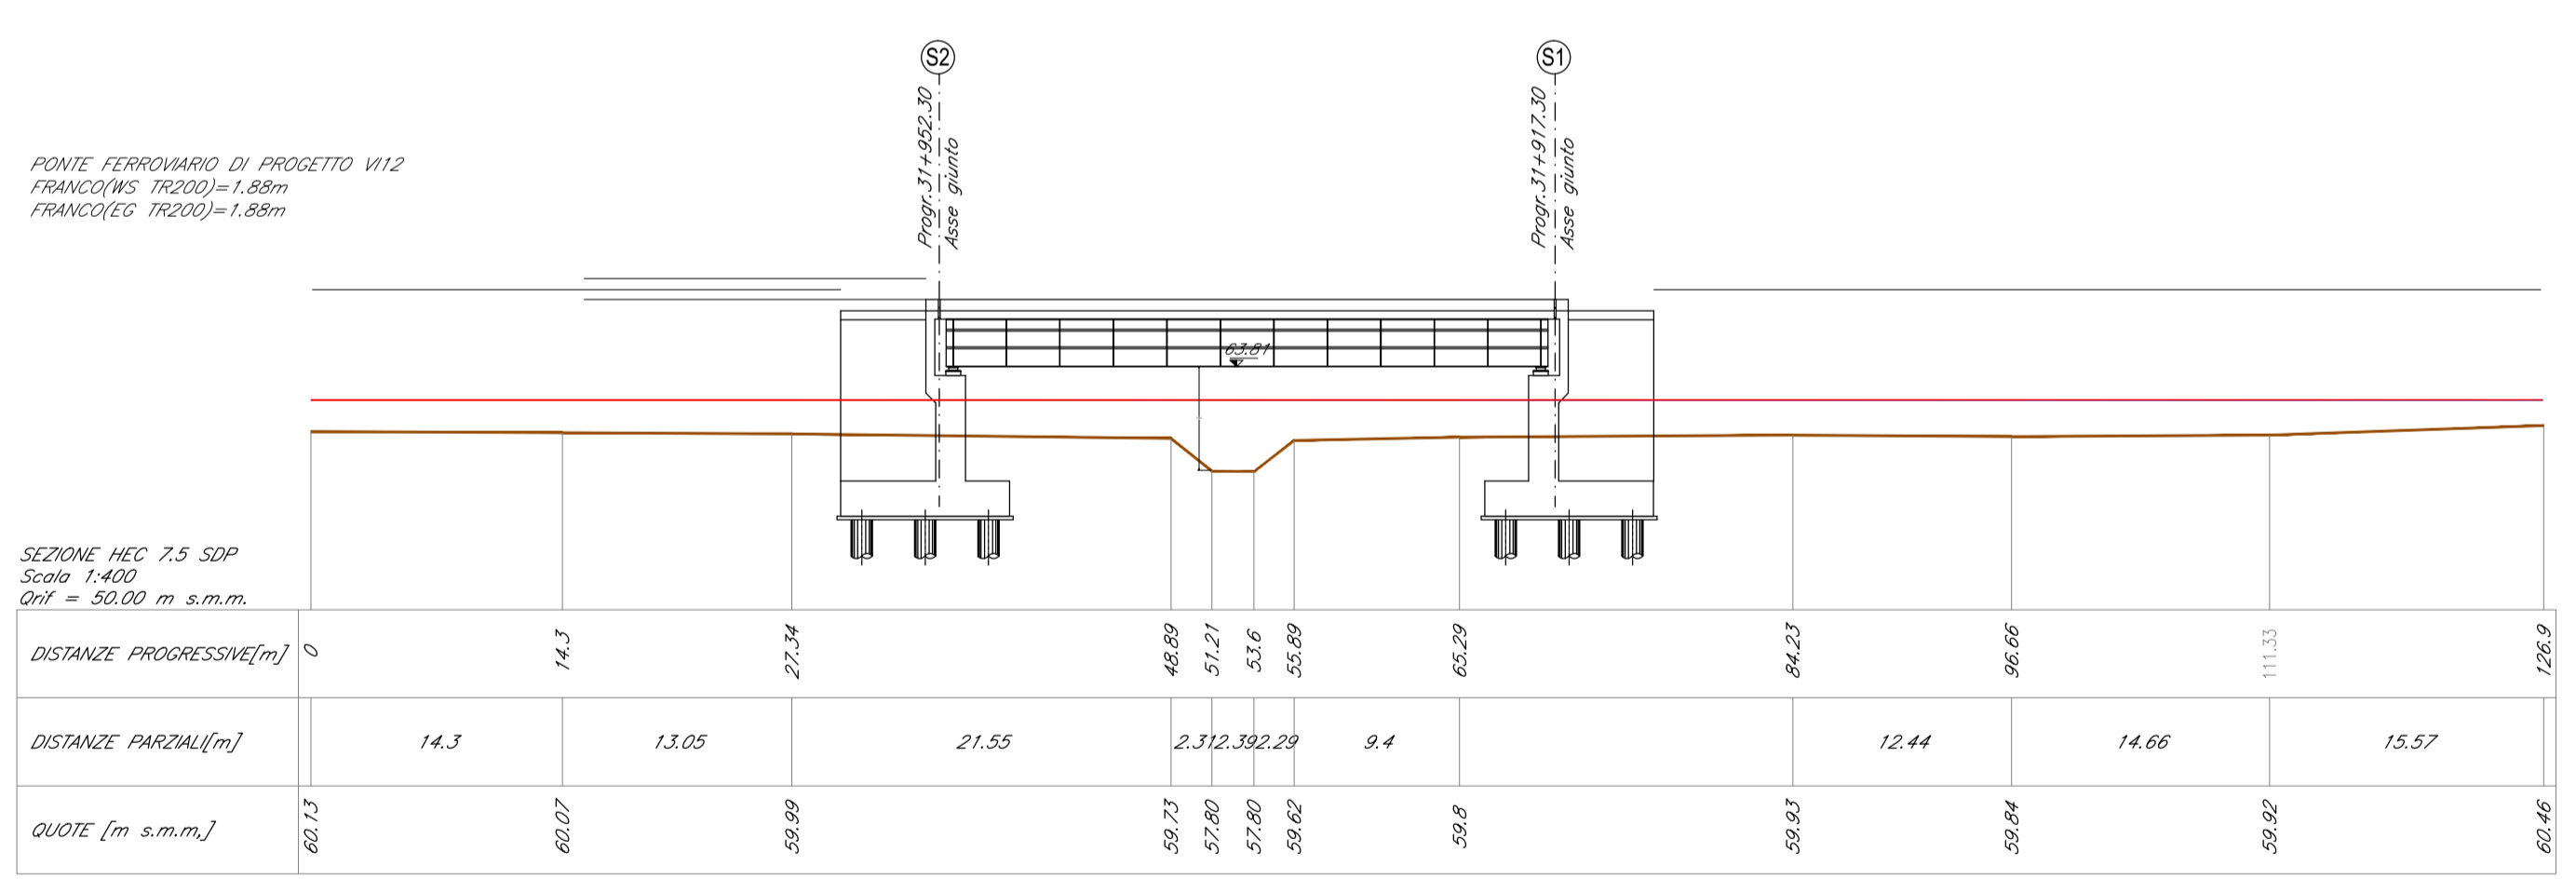 S2
S1
Progr.31+952.30
Asse giunto
Progr.31+917.30
Asse giunto
PONTE FERROVIARIO DI PROGETTO VI12
FRANCO(WS TR200)=1.88m
FRANCO(EG TR200)=1.88m
63.81
SEZIONE HEC 7.5 SDP
Scala 1:400
Qrif = 50.00 m s.m.m.
DISTANZE PROGRESSIVE[m] 0 14.3 27.34 48.89 51.21 53.6 55.89 65.29 84.23 96.66 111.33 126.9
DISTANZE PARZIALI[m] 14.3 13.05 21.55 2.31 2.39 2.29 9.4 12.44 14.66 15.57
QUOTE [m s.m.m,] 60.13 60.07 59.99 59.73 57.80 57.80 59.62 59.8 59.93 59.84 59.92 60.46